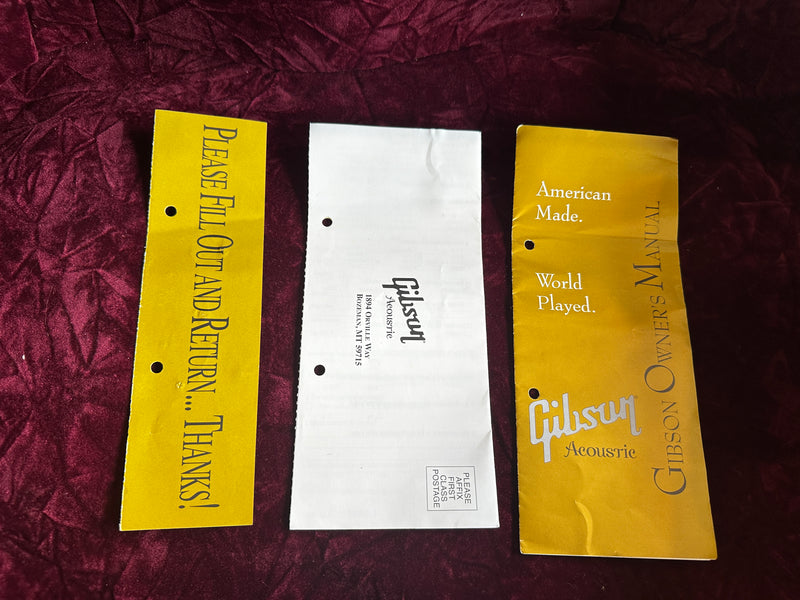 PLEASE FILL OUT AND RETURN... THANKS!
Gibson
Acoustic
1894 ORVILLE WAY
BOZEMAN, MT 59715
PLEASE
AFFIX
FIRST
CLASS
POSTAGE
American
Made.
World
Played.
Gibson
Acoustic
GIBSON OWNER'S MANUAL